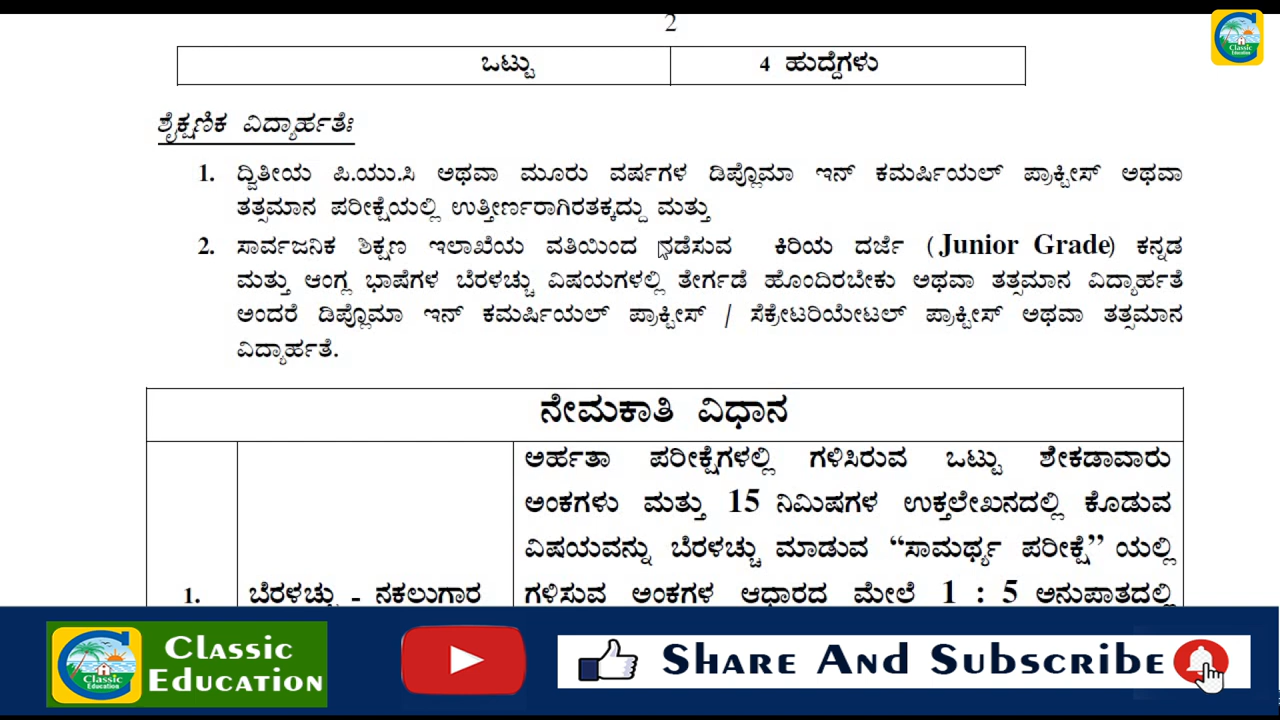 2
ಒಟ್ಟು 4 ಹುದ್ದೆಗಳು
Classic
Education
ಶೈಕ್ಷಣಿಕ ವಿದ್ಯಾರ್ಹತೆಃ
1. ದ್ವಿತೀಯ ಪಿ.ಯು.ಸಿ ಅಥವಾ ಮೂರು ವರ್ಷಗಳ ಡಿಪ್ಲೊಮಾ ಇನ್ ಕಮರ್ಷಿಯಲ್ ಪ್ರಾಕ್ಟೀಸ್ ಅಥವಾ
ತತ್ಸಮಾನ ಪರೀಕ್ಷೆಯಲ್ಲಿ ಉತ್ತೀರ್ಣರಾಗಿರತಕ್ಕದ್ದು ಮತ್ತು
2. ಸಾರ್ವಜನಿಕ ಶಿಕ್ಷಣ ಇಲಾಖೆಯ ವತಿಯಿಂದ ನಡೆಸುವ ಕಿರಿಯ ದರ್ಜೆ (Junior Grade) ಕನ್ನಡ
ಮತ್ತು ಆಂಗ್ಲ ಭಾಷೆಗಳ ಬೆರಳಚ್ಚು ವಿಷಯಗಳಲ್ಲಿ ತೇರ್ಗಡೆ ಹೊಂದಿರಬೇಕು ಅಥವಾ ತತ್ಸಮಾನ ವಿದ್ಯಾರ್ಹತೆ
ಅಂದರೆ ಡಿಪ್ಲೊಮಾ ಇನ್ ಕಮರ್ಷಿಯಲ್ ಪ್ರಾಕ್ಟೀಸ್ / ಸೆಕ್ರೇಟರಿಯೇಟಲ್ ಪ್ರಾಕ್ಟೀಸ್ ಅಥವಾ ತತ್ಸಮಾನ
ವಿದ್ಯಾರ್ಹತೆ.
ನೇಮಕಾತಿ ವಿಧಾನ
ಅರ್ಹತಾ ಪರೀಕ್ಷೆಗಳಲ್ಲಿ ಗಳಿಸಿರುವ ಒಟ್ಟು ಶೇಕಡಾವಾರು
ಅಂಕಗಳು ಮತ್ತು 15 ನಿಮಿಷಗಳ ಉಕ್ತಲೇಖನದಲ್ಲಿ ಕೊಡುವ
ವಿಷಯವನ್ನು ಬೆರಳಚ್ಚು ಮಾಡುವ “ಸಾಮರ್ಥ್ಯ ಪರೀಕ್ಷೆ” ಯಲ್ಲಿ
1. ಬೆರಳಚ್ಚು - ನಕಲುಗಾರ ಗಳಿಸುವ ಅಂಕಗಳ ಆಧಾರದ ಮೇಲೆ 1 : 5 ಅನುಪಾತದಲ್ಲಿ
Classic
Education
Classic
Education
Share And Subscribe